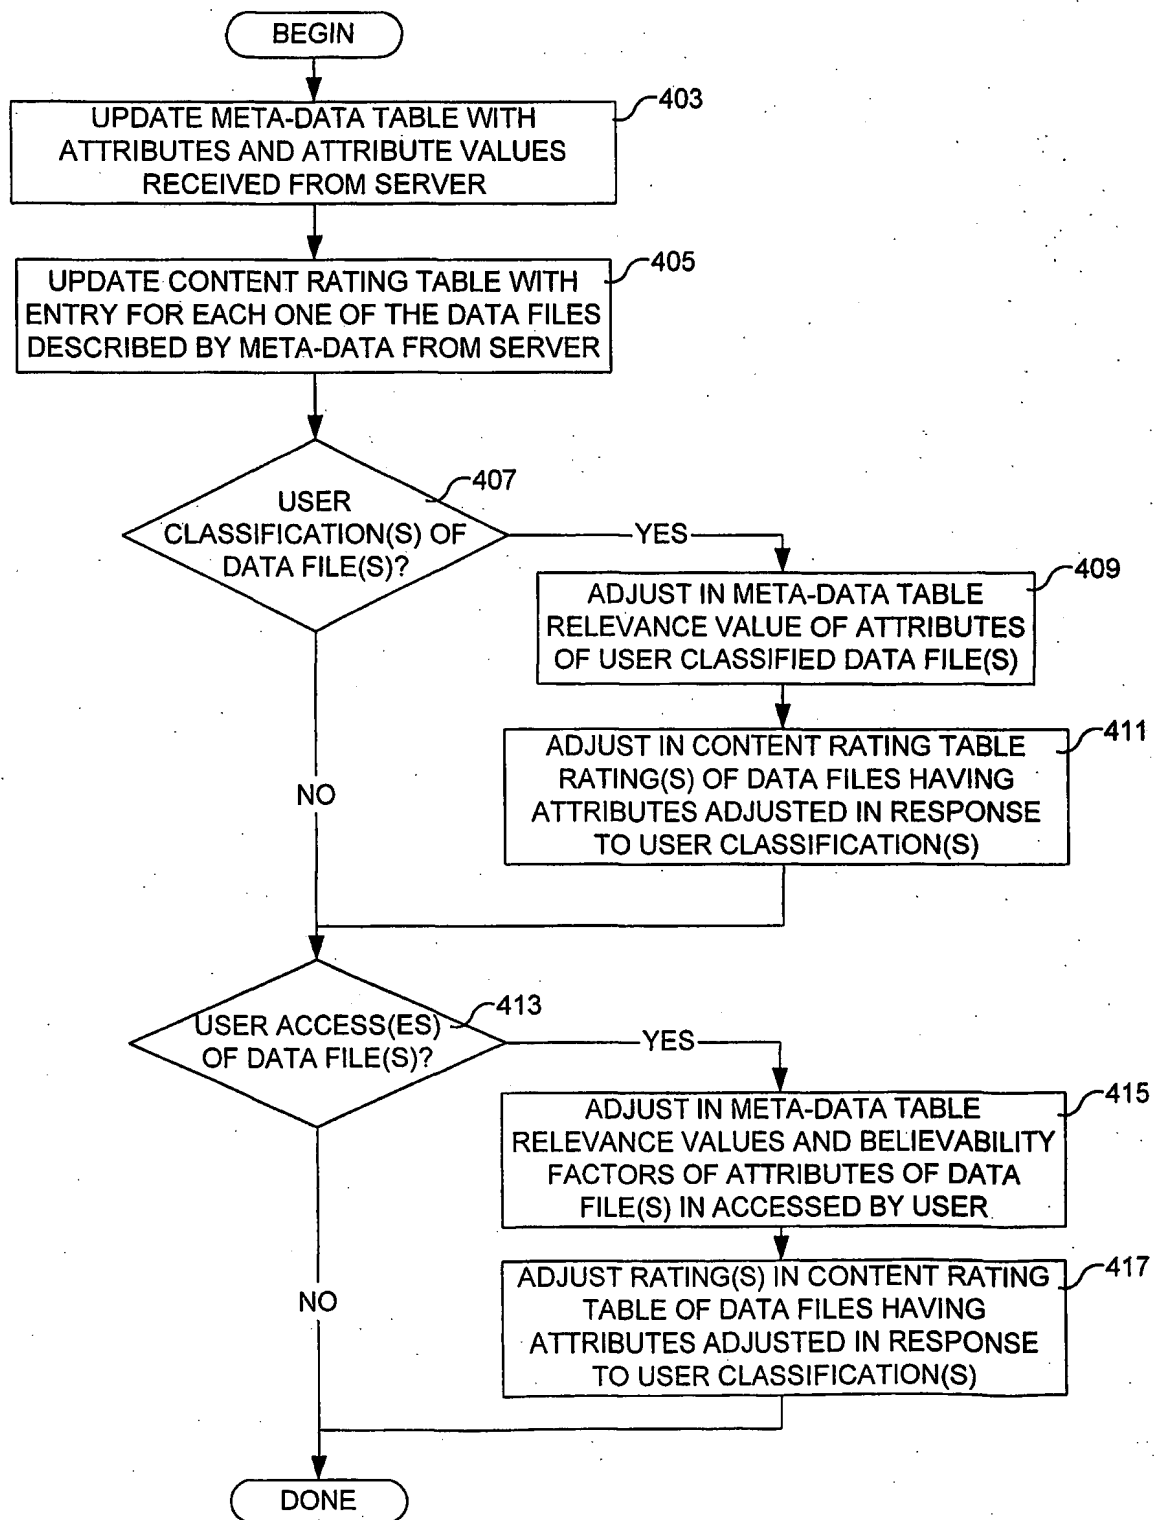 BEGIN
403
UPDATE META-DATA TABLE WITH
ATTRIBUTES AND ATTRIBUTE VALUES
RECEIVED FROM SERVER
405
UPDATE CONTENT RATING TABLE WITH
ENTRY FOR EACH ONE OF THE DATA FILES
DESCRIBED BY META-DATA FROM SERVER
407
USER
CLASSIFICATION(S) OF
DATA FILE(S)?
YES
409
ADJUST IN META-DATA TABLE
RELEVANCE VALUE OF ATTRIBUTES
OF USER CLASSIFIED DATA FILE(S)
411
ADJUST IN CONTENT RATING TABLE
RATING(S) OF DATA FILES HAVING
ATTRIBUTES ADJUSTED IN RESPONSE
TO USER CLASSIFICATION(S)
NO
413
USER ACCESS(ES)
OF DATA FILE(S)?
YES
415
ADJUST IN META-DATA TABLE
RELEVANCE VALUES AND BELIEVABILITY
FACTORS OF ATTRIBUTES OF DATA
FILE(S) IN ACCESSED BY USER
417
ADJUST RATING(S) IN CONTENT RATING
TABLE OF DATA FILES HAVING
ATTRIBUTES ADJUSTED IN RESPONSE
TO USER CLASSIFICATION(S)
NO
DONE